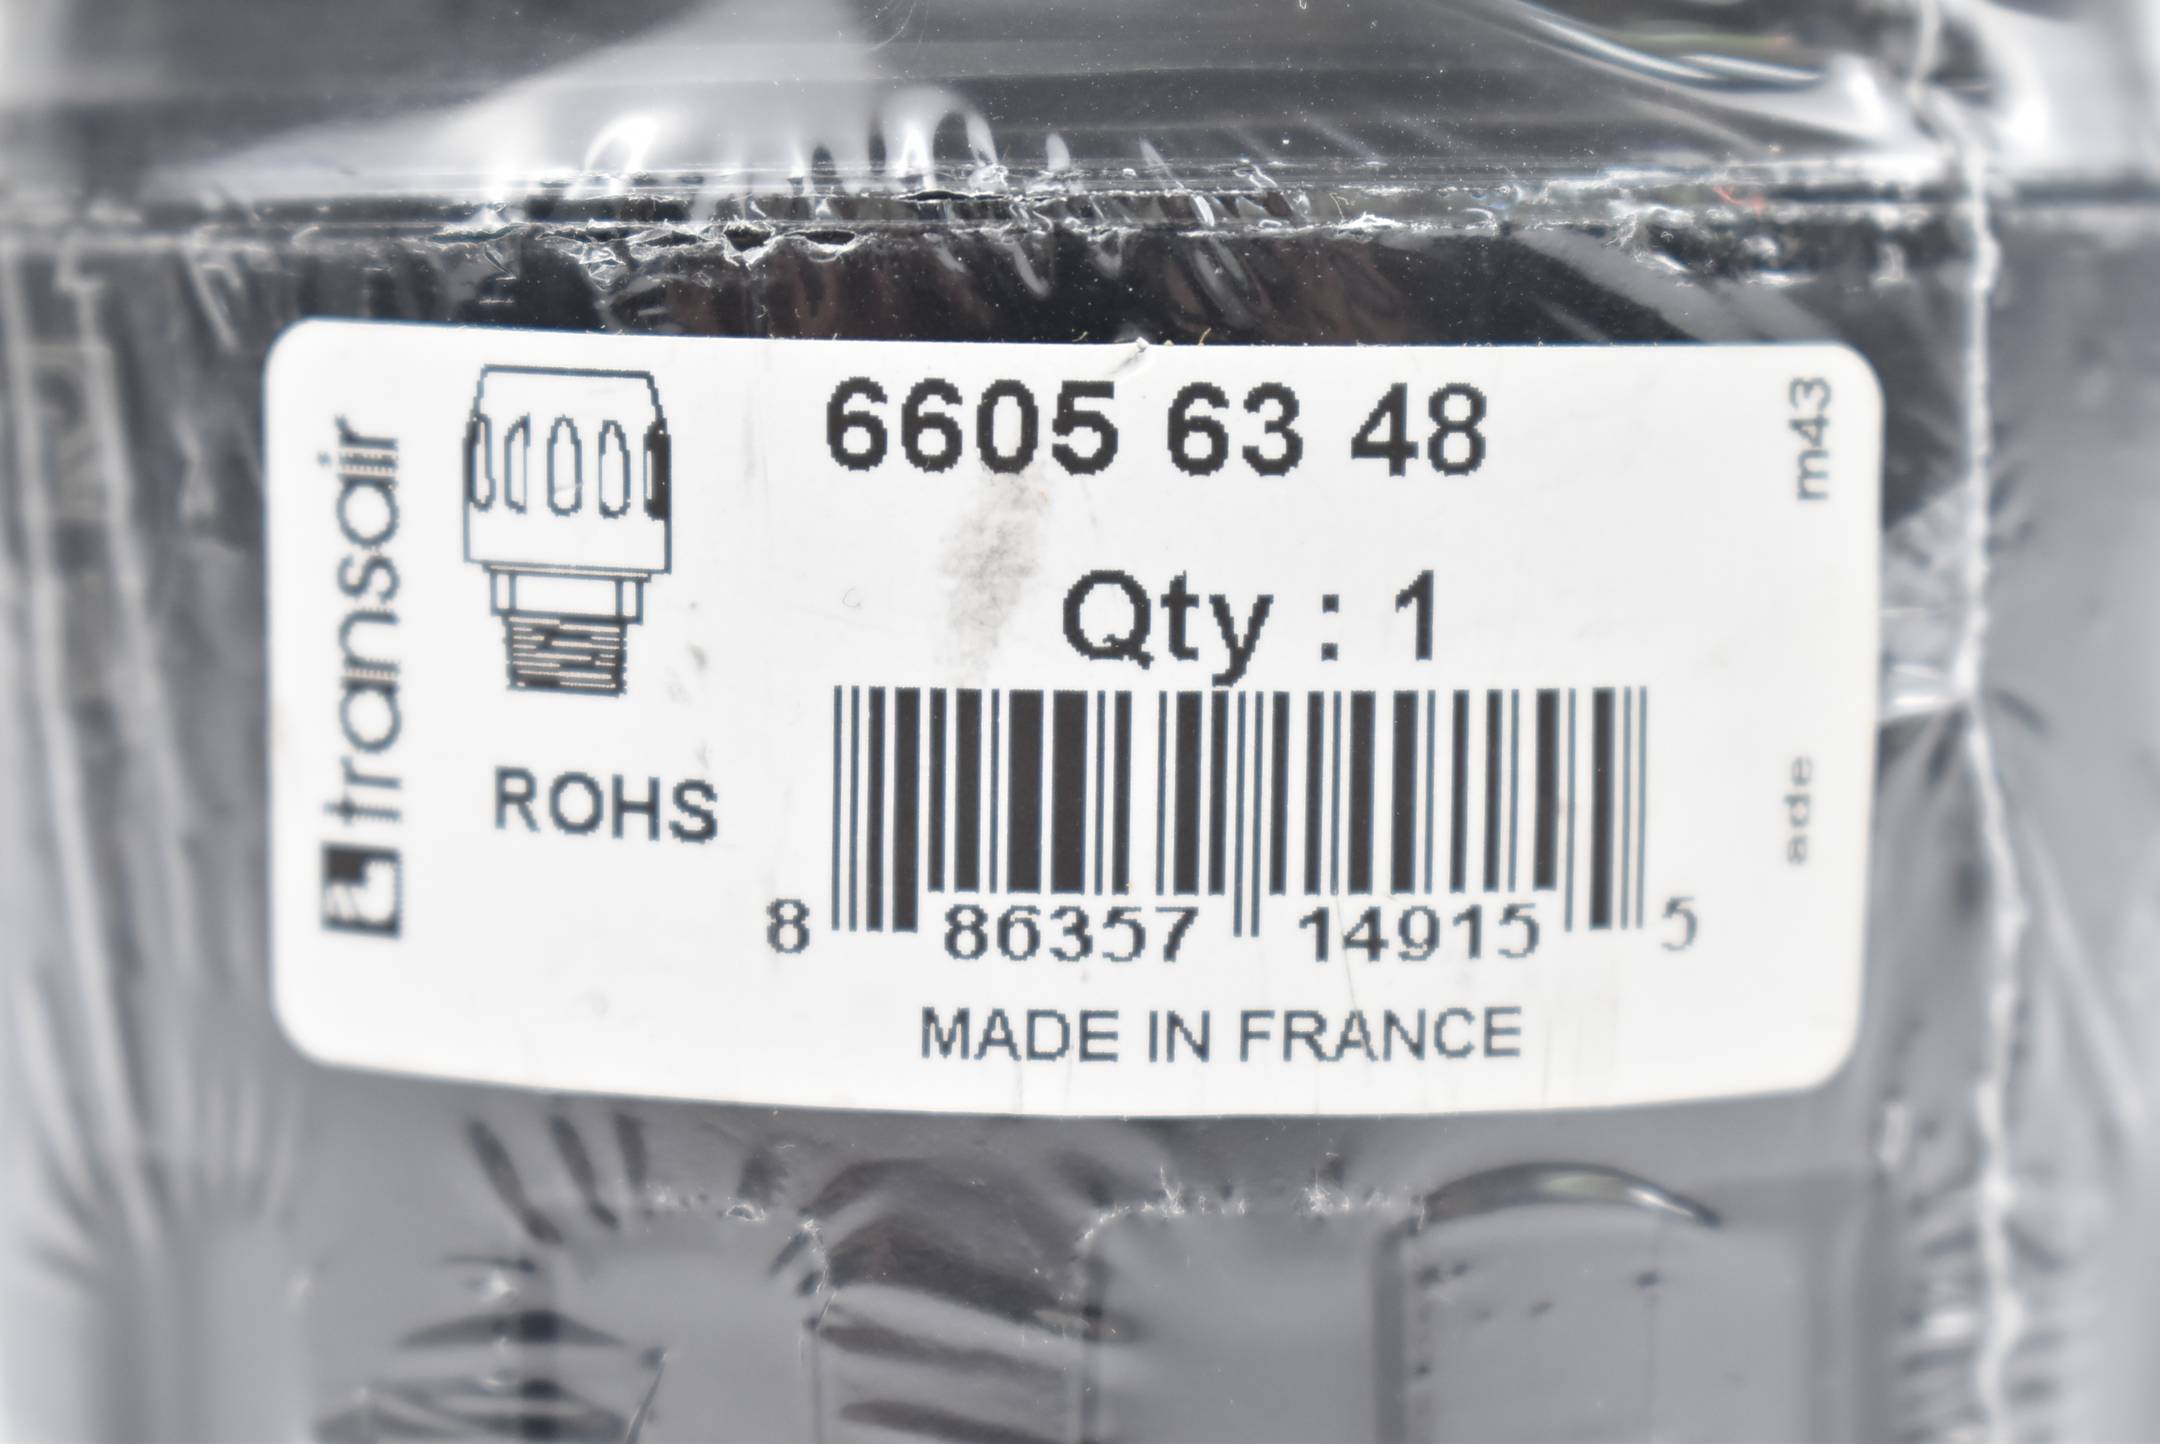 transair
6605 63 48
Qty : 1
ROHS
8 86357 14915 5
MADE IN FRANCE
m43
ade